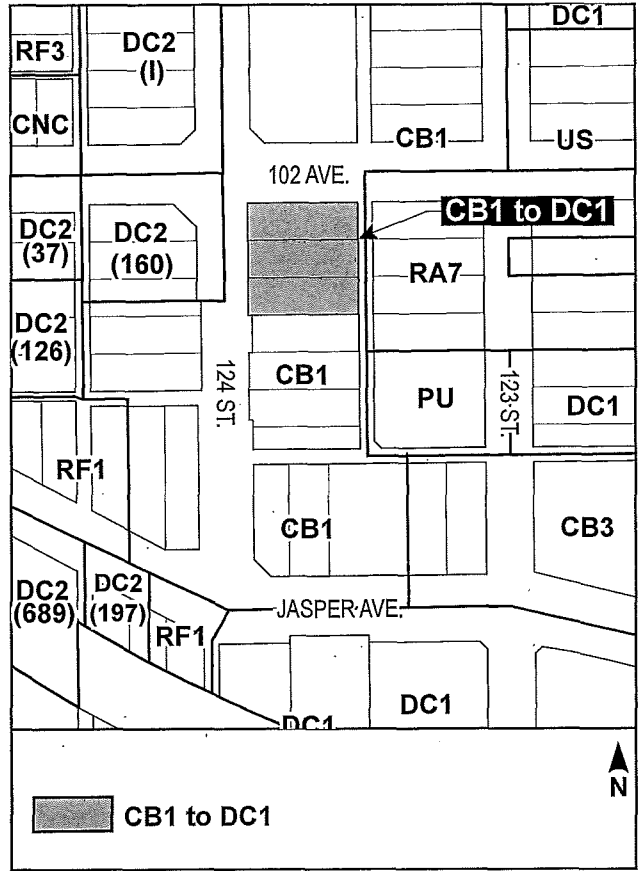 DC1
RF3
DC2
(I)
CNC
CB1
US
102 AVE.
CB1 to DC1
DC2
(37)
DC2
(160)
RA7
DC2
(126)
124 ST.
CB1
123 ST.
PU
DC1
RF1
CB1
CB3
DC2
(689)
DC2
(197)
RF1
JASPER AVE.
DC1
DC1
N
CB1 to DC1